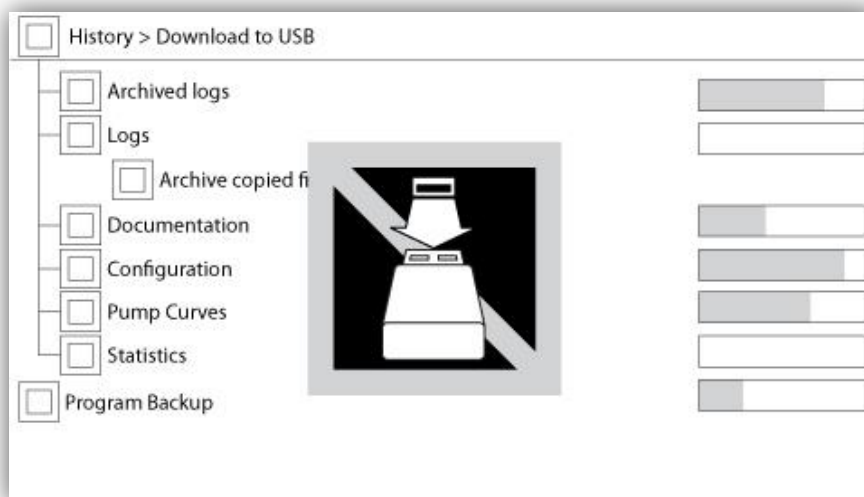 History > Download to USB
Archived logs
Logs
Archive copied
Documentation
Configuration
Pump Curves
Statistics
Program Backup